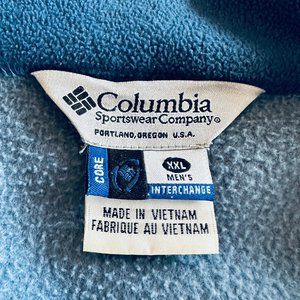 Columbia
Sportswear Company®
PORTLAND, OREGON U.S.A.
CORE
XXL
MEN'S
INTERCHANGE
MADE IN VIETNAM
FABRIQUE AU VIETNAM